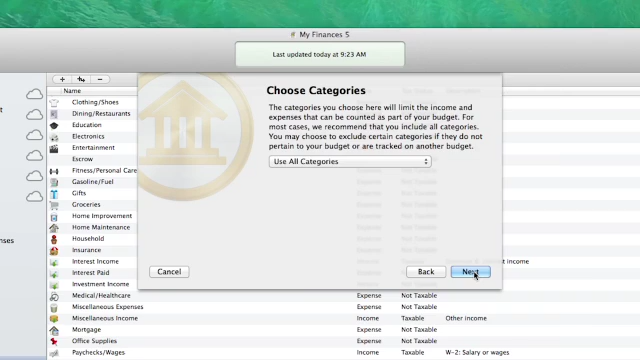 My Finances 5
Last updated today at 9:23 AM
Name
Clothing/Shoes
Dining/Restaurants
Education
Electronics
Entertainment
Escrow
Fitness/Personal Care
Gasoline/Fuel
Gifts
Groceries
Home Improvement
Home Maintenance
Household
Insurance
Interest Income
Interest Paid
Investment Income
Medical/Healthcare Expense Not Taxable
Miscellaneous Expenses Expense Not Taxable
Miscellaneous Income Income Taxable Other income
Mortgage Expense Not Taxable
Office Supplies Expense Not Taxable
Paychecks/Wages Income Taxable W-2: Salary or wages
Choose Categories
The categories you choose here will limit the income and
expenses that can be counted as part of your budget. For
most cases, we recommend that you include all categories.
You may choose to exclude certain categories if they do not
pertain to your budget or are tracked on another budget.
Use All Categories
Cancel
Back
Next